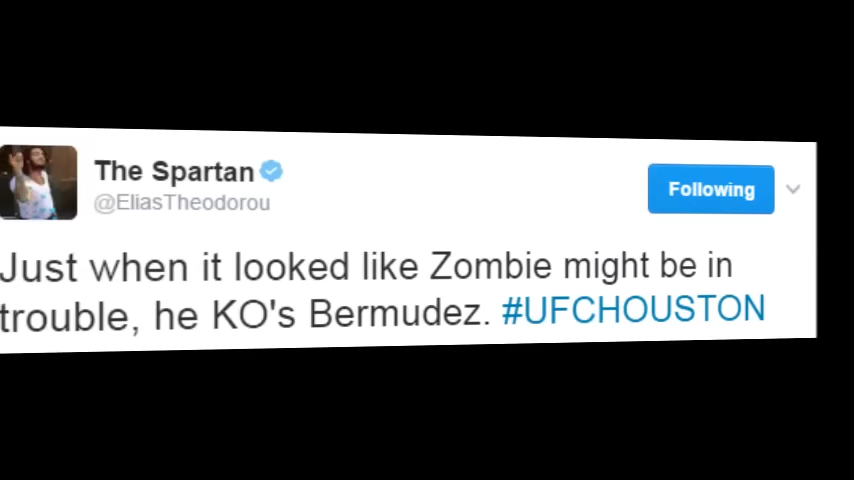 The Spartan
@EliasTheodorou
Following
Just when it looked like Zombie might be in
trouble, he KO's Bermudez. #UFCHOUSTON